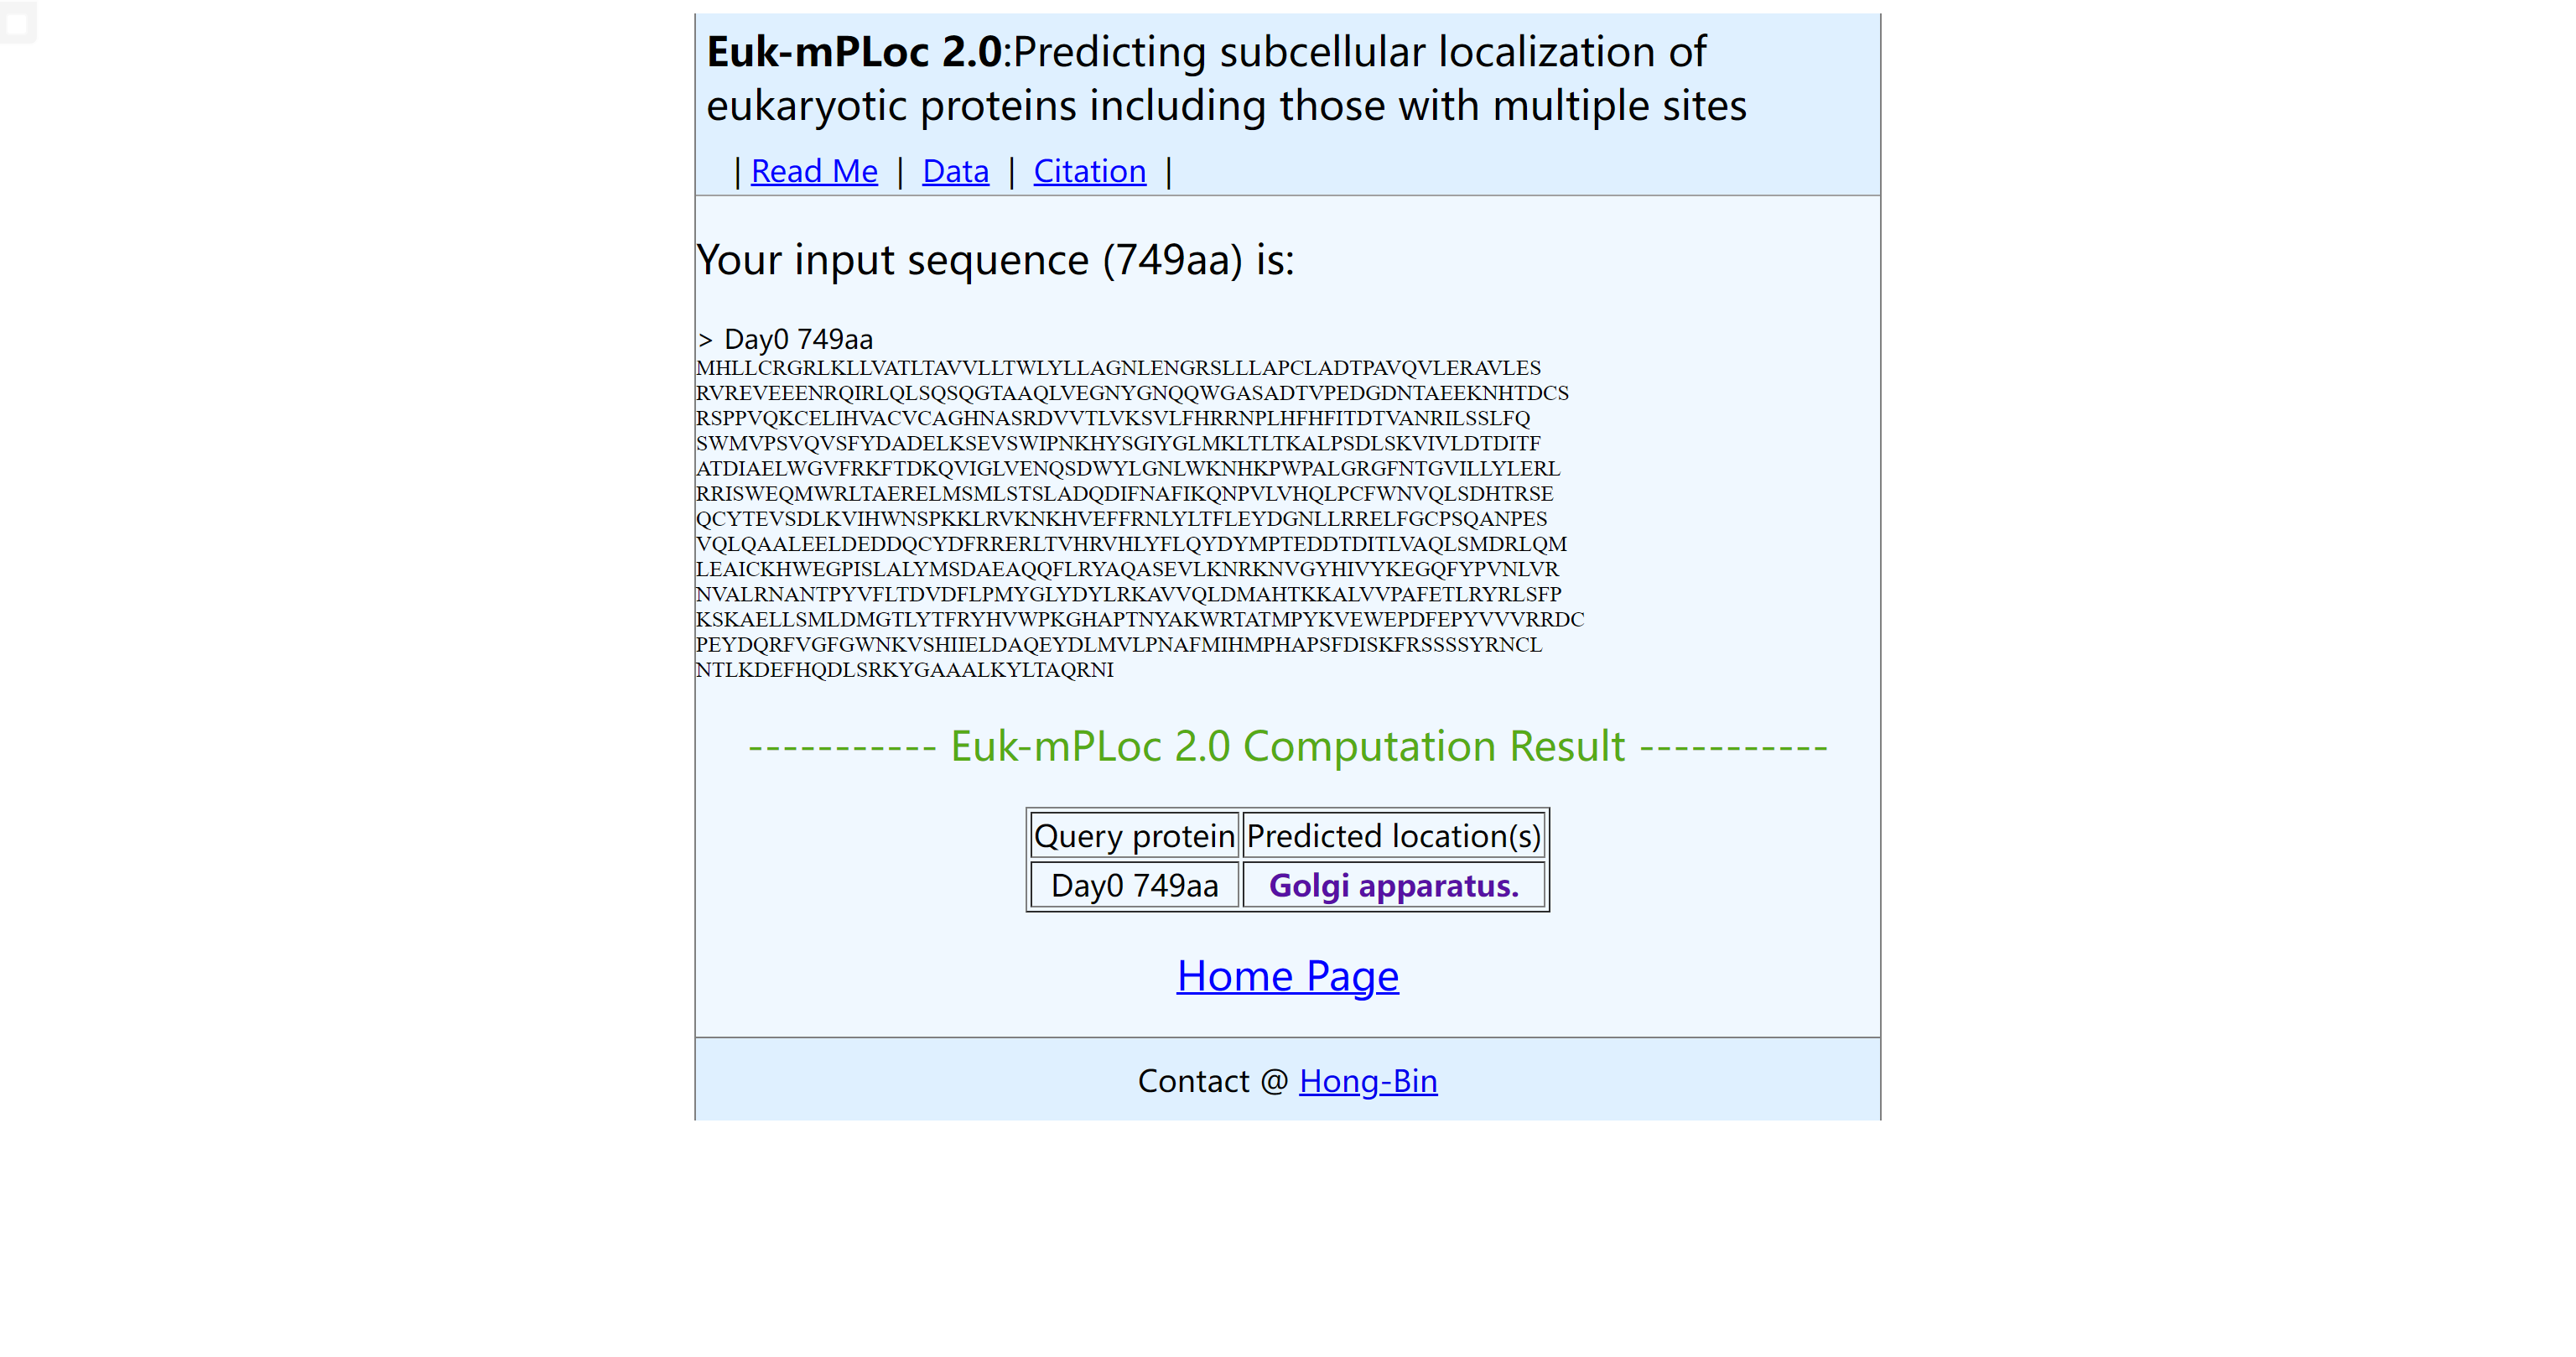 Euk-mPLoc 2.0:Predicting subcellular localization of
eukaryotic proteins including those with multiple sites
| Read Me | Data | Citation |
Your input sequence (749aa) is:
> Day0 749aa
MHLLCRGRLKLLVATLTAVVLLTWLYLLAGNLENGRSLLLAPCLADTPAVQVLERAVLES
RVREVEEENRQIRLQLSQSQGTAAQLVEGNYGNQQWGASADTVPEDGDNTAEEKNHTDCS
RSPPVQKCELIHVACVCAGHNASRDVVTLVKSVLFHRRNPLHFHFITDTVANRILSSLFQ
SWMVPSVQVSFYDADELKSEVSWIPNKHYSGIYGLMKLTLTKALPSDLSKVIVLDTDITF
ATDIAELWGVFRKFTDKQVIGLVENQSDWYLGNLWKNHKPWPALGRGFNTGVILLYLERL
RRISWEQMWRLTAERELMSMLSTSLADQDIFNAFIKQNPVLVHQLPCFWNVQLSDHTRSE
QCYTEVSDLKVIHWNSPKKLRVKNKHVEFFRNLYLTFLEYDGNLLRRELFGCPSQANPES
VQLQAALEELDEDDQCYDFRRERLTVHRVHLYFLQYDYMPTEDDTDITLVAQLSMDRLQM
LEAICKHWEGPISLALYMSDAEAQQFLRYAQASEVLKNRKNVGYHIVYKEGQFYPVNLVR
NVALRNANTPYVFLTDVDFLPMYGLYDYLRKAVVQLDMAHTKKALVVPAFETLRYRLSFP
KSKAELLSMLDMGTLYTFRYHVWPKGHAPTNYAKWRTATMPYKVEWEPDFEPYVVVRRDC
PEYDQRFVGFGWNKVSHIIELDAQEYDLMVLPNAFMIHMPHAPSFDISKFRSSSSYRNCL
NTLKDEFHQDLSRKYGAAALKYLTAQRNI
----------- Euk-mPLoc 2.0 Computation Result -----------
Query protein Predicted location(s)
Day0 749aa Golgi apparatus.
Home Page
Contact @ Hong-Bin